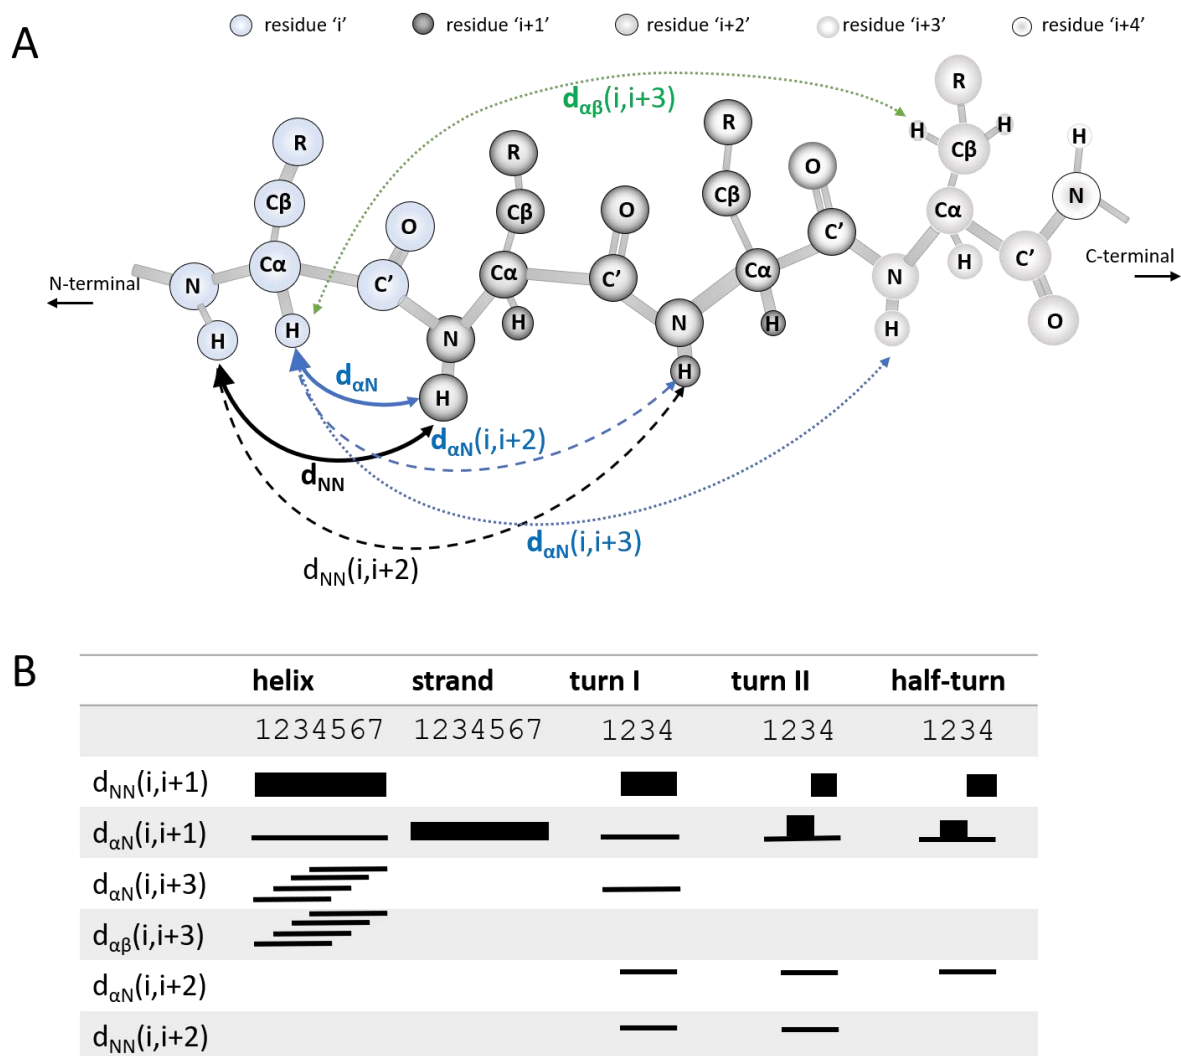 A
residue ‘i’ residue ‘i+1’ residue ‘i+2’ residue ‘i+3’ residue ‘i+4’
dαβ(i,i+3)
R
H H
Cβ
H
R
R
R
O
Cβ
Cβ
Cβ
O
O
N
Cα
C’
Cα
C’
Cα
C’
Cα
C’
N-terminal
N
N
N
N
C-terminal
H
H
H
H
H
H
H
H
O
dαN
dαN(i,i+2)
dNN
dαN(i,i+3)
dNN(i,i+2)
B
helix strand turn I turn II half-turn
1234567 1234567 1234 1234 1234
dNN(i,i+1)
dαN(i,i+1)
dαN(i,i+3)
dαβ(i,i+3)
dαN(i,i+2)
dNN(i,i+2)